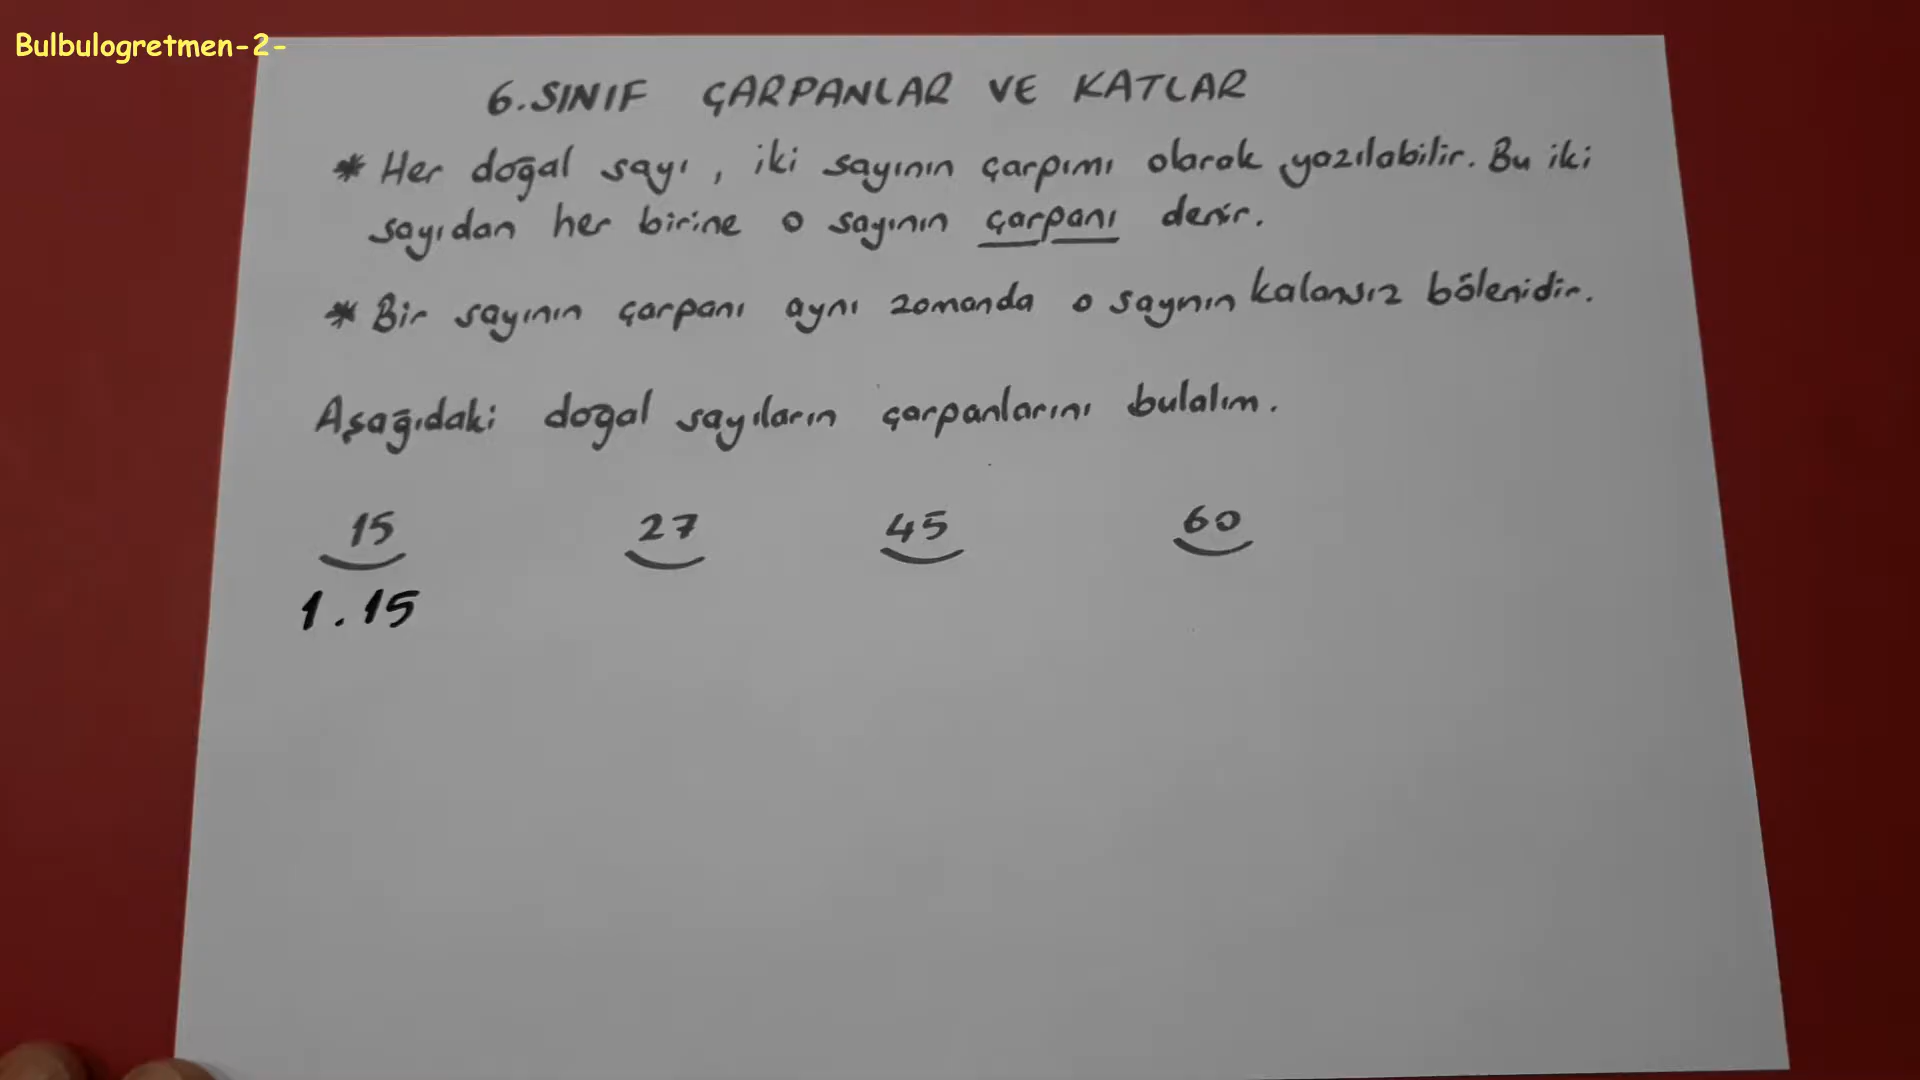 Bulbulogretmen-2-
6.SINIF ÇARPANLAR VE KATLAR
* Her doğal sayı, iki sayının çarpımı olarak yazılabilir. Bu iki
sayıdan her birine o sayının çarpanı denir.
* Bir sayının çarpanı aynı zamanda o saynın kalansız bölenidir.
Aşağıdaki doğal sayıların çarpanlarını bulalım.
15 27 45 60
1.15